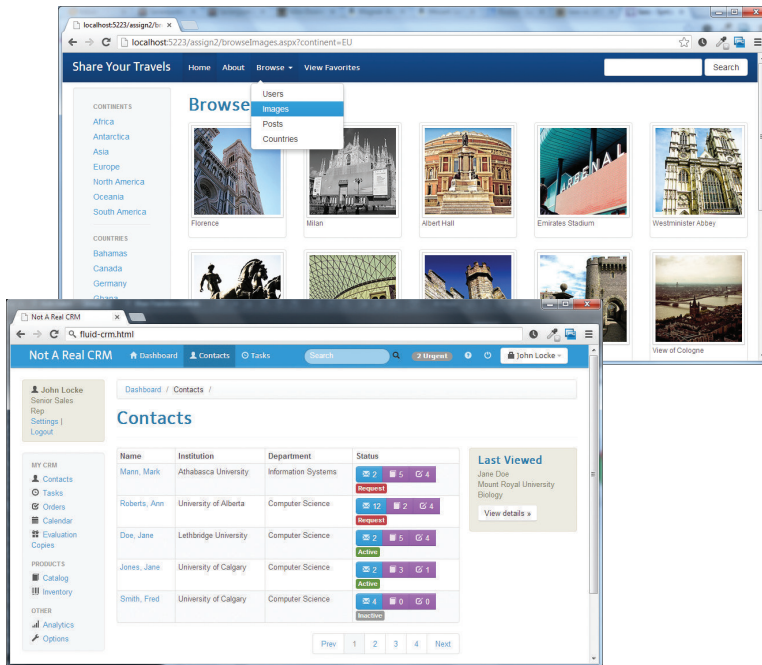 localhost:5223/assign2/br
localhost:5223/assign2/browseImages.aspx?continent=EU
Share Your Travels Home About Browse View Favorites Search
Users
Images
Posts
Countries
CONTINENTS
Africa
Antarctica
Asia
Europe
North America
Oceania
South America
COUNTRIES
Bahamas
Canada
Germany
Ghana
Browse
ARSENAL
Florence Milan Albert Hall Emirates Stadium Westminister Abbey
View of Cologne
Not A Real CRM
fluid-crm.html
Not A Real CRM Dashboard Contacts Tasks Search 2 Urgent John Locke
John Locke
Senior Sales
Rep
Settings |
Logout
MY CRM
Contacts
Tasks
Orders
Calendar
Evaluation
Copies
PRODUCTS
Catalog
Inventory
OTHER
Analytics
Options
Dashboard / Contacts /
Contacts
Name Institution Department Status
Mann, Mark Athabasca University Information Systems 2 5 4
Request
Roberts, Ann University of Alberta Computer Science 12 2 4
Request
Doe, Jane Lethbridge University Computer Science 2 5 4
Active
Jones, Jane University of Calgary Computer Science 2 3 1
Active
Smith, Fred University of Calgary Computer Science 4 0 0
Inactive
Prev 1 2 3 4 Next
Last Viewed
Jane Doe
Mount Royal University
Biology
View details »